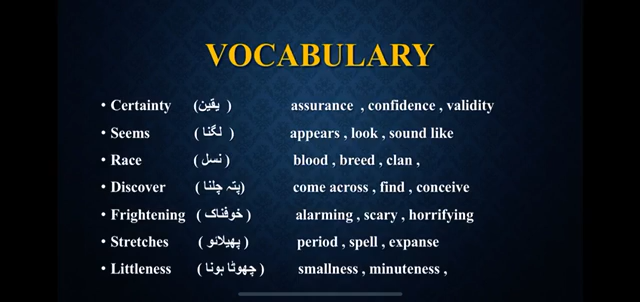 VOCABULARY
• Certainty (یقین ) assurance , confidence , validity
• Seems ( لگنا ) appears , look , sound like
• Race ( نسل ) blood , breed , clan ,
• Discover ( پتہ چلنا) come across , find , conceive
• Frightening ( خوفناک ) alarming , scary , horrifying
• Stretches ( پھیلائو ) period , spell , expanse
• Littleness ( چھوٹا ہونا ) smallness , minuteness ,